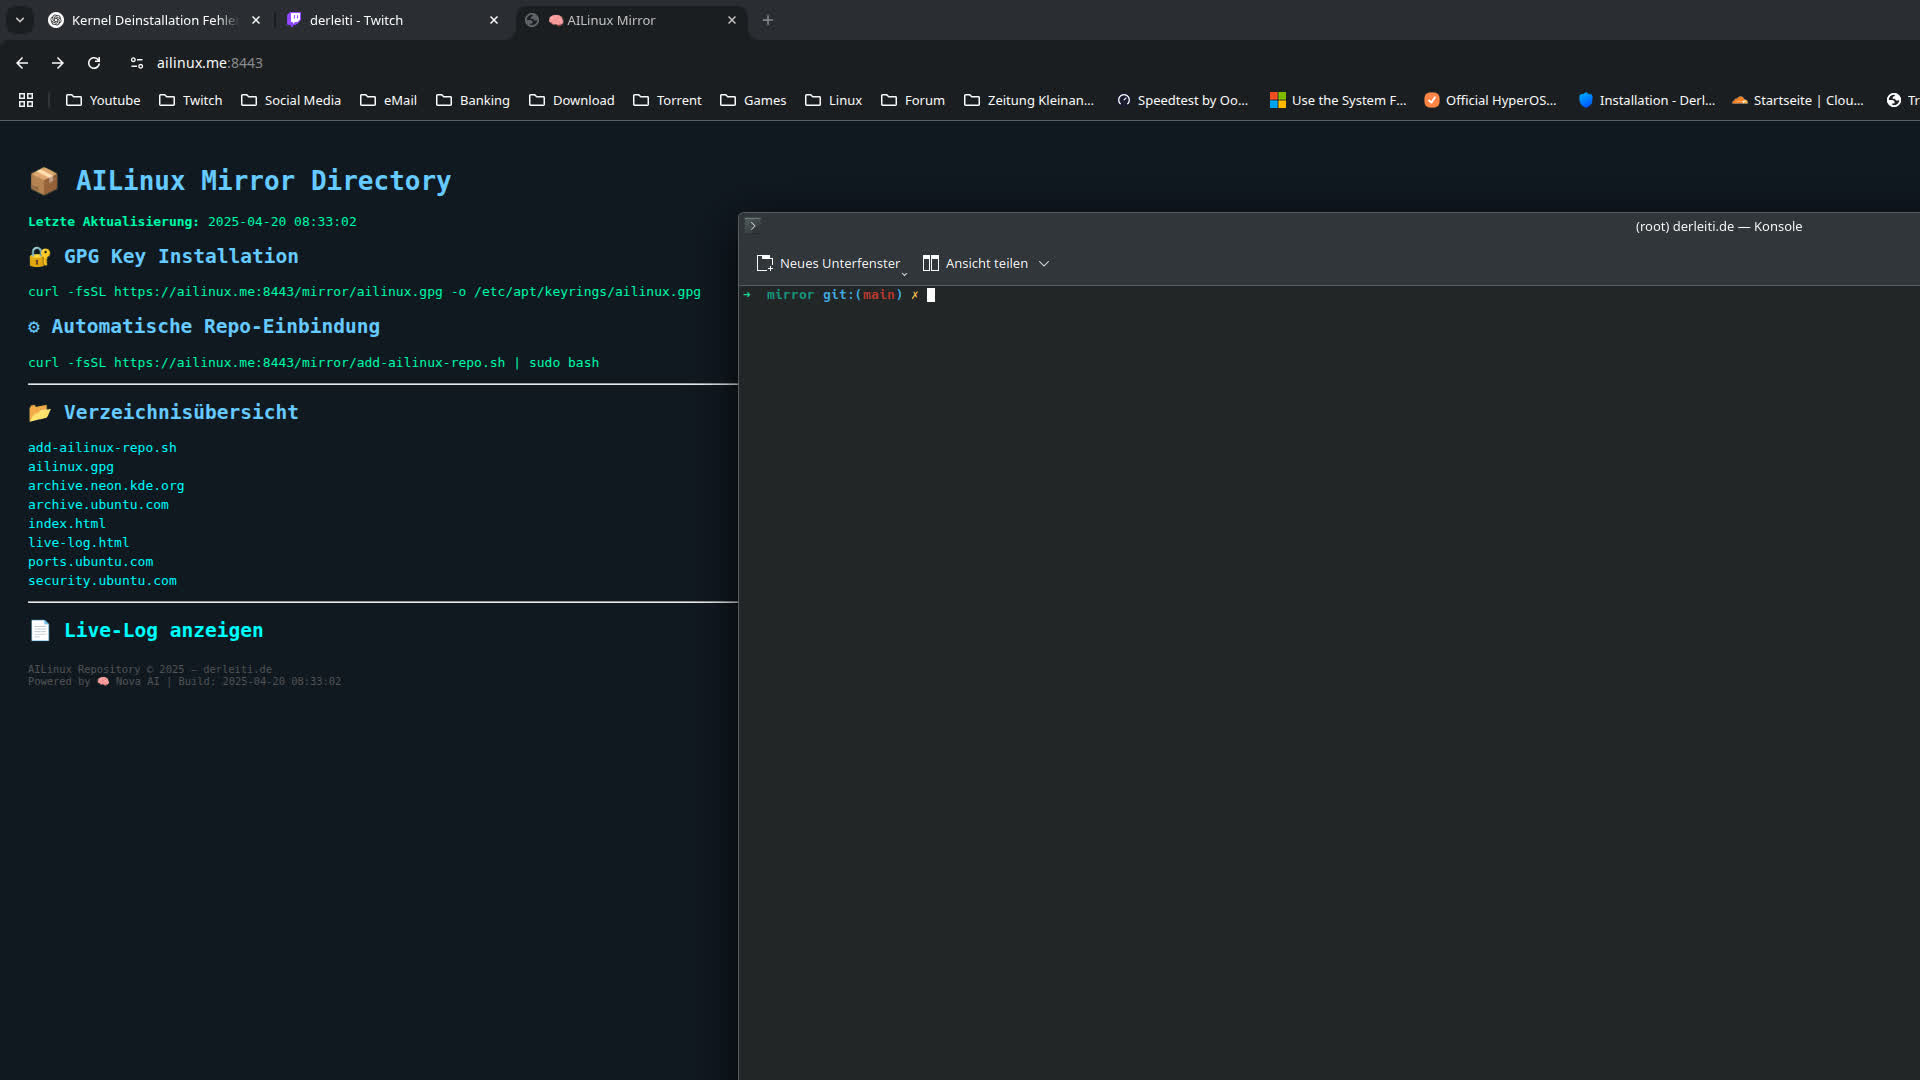 Kernel Deinstallation Fehle
derleiti - Twitch
AILinux Mirror
ailinux.me:8443
Youtube
Twitch
Social Media
eMail
Banking
Download
Torrent
Games
Linux
Forum
Zeitung Kleinan...
Speedtest by Oo...
Use the System F...
Official HyperOS...
Installation - Derl...
Startseite | Clou...
Tr
AILinux Mirror Directory
Letzte Aktualisierung: 2025-04-20 08:33:02
GPG Key Installation
curl -fsSL https://ailinux.me:8443/mirror/ailinux.gpg -o /etc/apt/keyrings/ailinux.gpg
Automatische Repo-Einbindung
curl -fsSL https://ailinux.me:8443/mirror/add-ailinux-repo.sh | sudo bash
Verzeichnisübersicht
add-ailinux-repo.sh
ailinux.gpg
archive.neon.kde.org
archive.ubuntu.com
index.html
live-log.html
ports.ubuntu.com
security.ubuntu.com
Live-Log anzeigen
AILinux Repository © 2025 — derleiti.de
Powered by 🧠 Nova AI | Build: 2025-04-20 08:33:02
(root) derleiti.de — Konsole
Neues Unterfenster
Ansicht teilen
➜ mirror git:(main) ✗